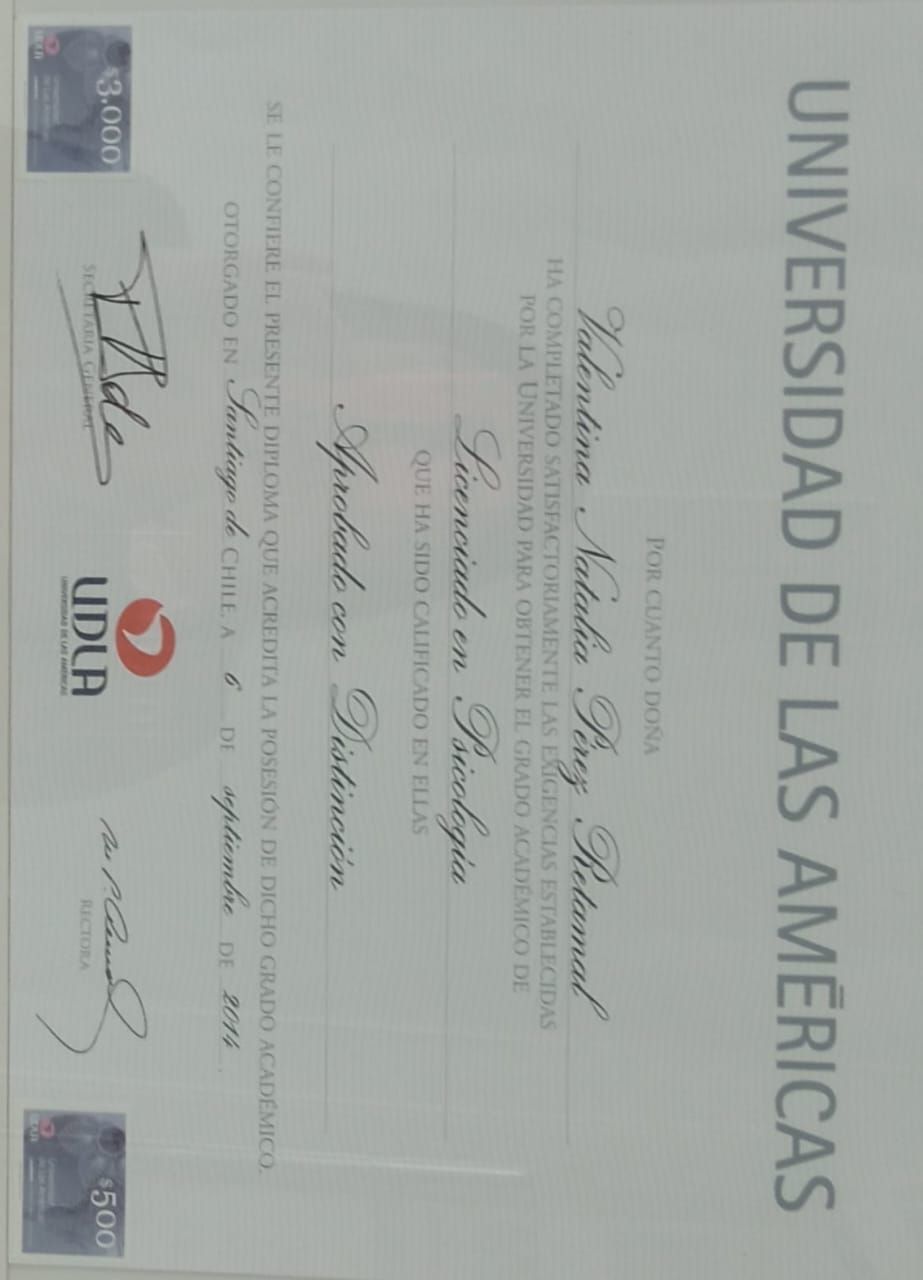 UNIVERSIDAD DE LAS AMÉRICAS
POR CUANTO DOÑA
Valentina Natalia Pérez Retamal
HA COMPLETADO SATISFACTORIAMENTE LAS EXIGENCIAS ESTABLECIDAS
POR LA UNIVERSIDAD PARA OBTENER EL GRADO ACADÉMICO DE
Licenciado en Psicología
QUE HA SIDO CALIFICADO EN ELLAS
Aprobado con Distinción
SE LE CONFIERE EL PRESENTE DIPLOMA QUE ACREDITA LA POSESIÓN DE DICHO GRADO ACADÉMICO.
OTORGADO EN Santiago de CHILE, A 6 DE septiembre DE 2014.
$3.000
SECRETARIA GENERAL
UDLA
UNIVERSIDAD DE LAS AMÉRICAS
RECTORA
$500